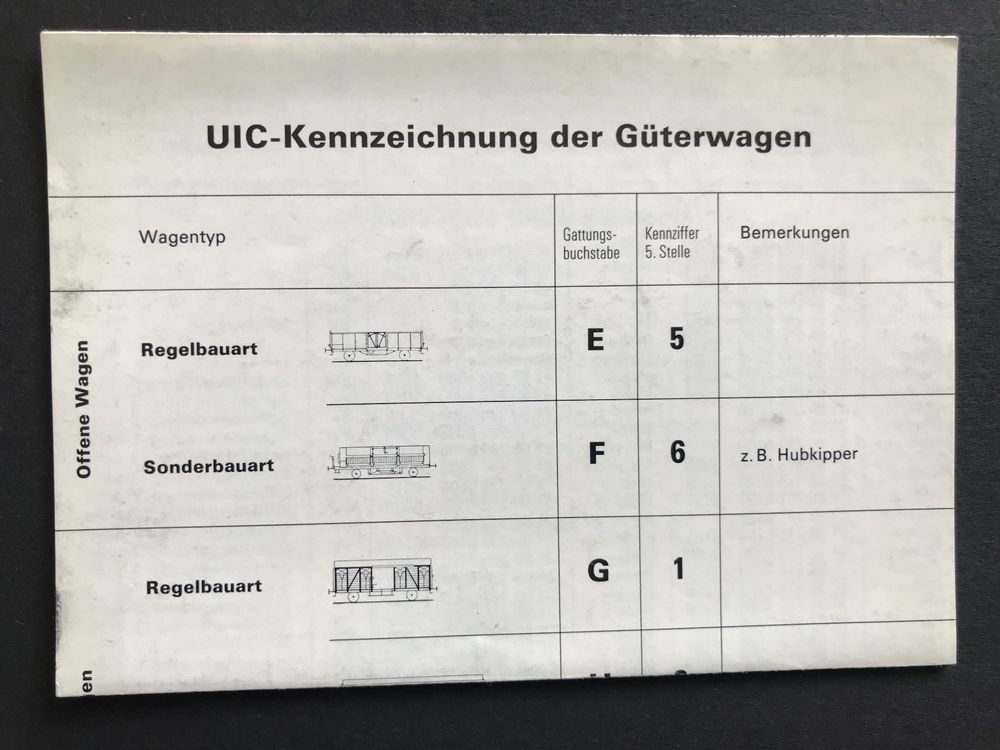 UIC-Kennzeichnung der Güterwagen
Wagentyp
Gattungs-
buchstabe
Kennziffer
5. Stelle
Bemerkungen
Offene Wagen
Regelbauart
E
5
Sonderbauart
F
6
z. B. Hubkipper
Regelbauart
G
1
en